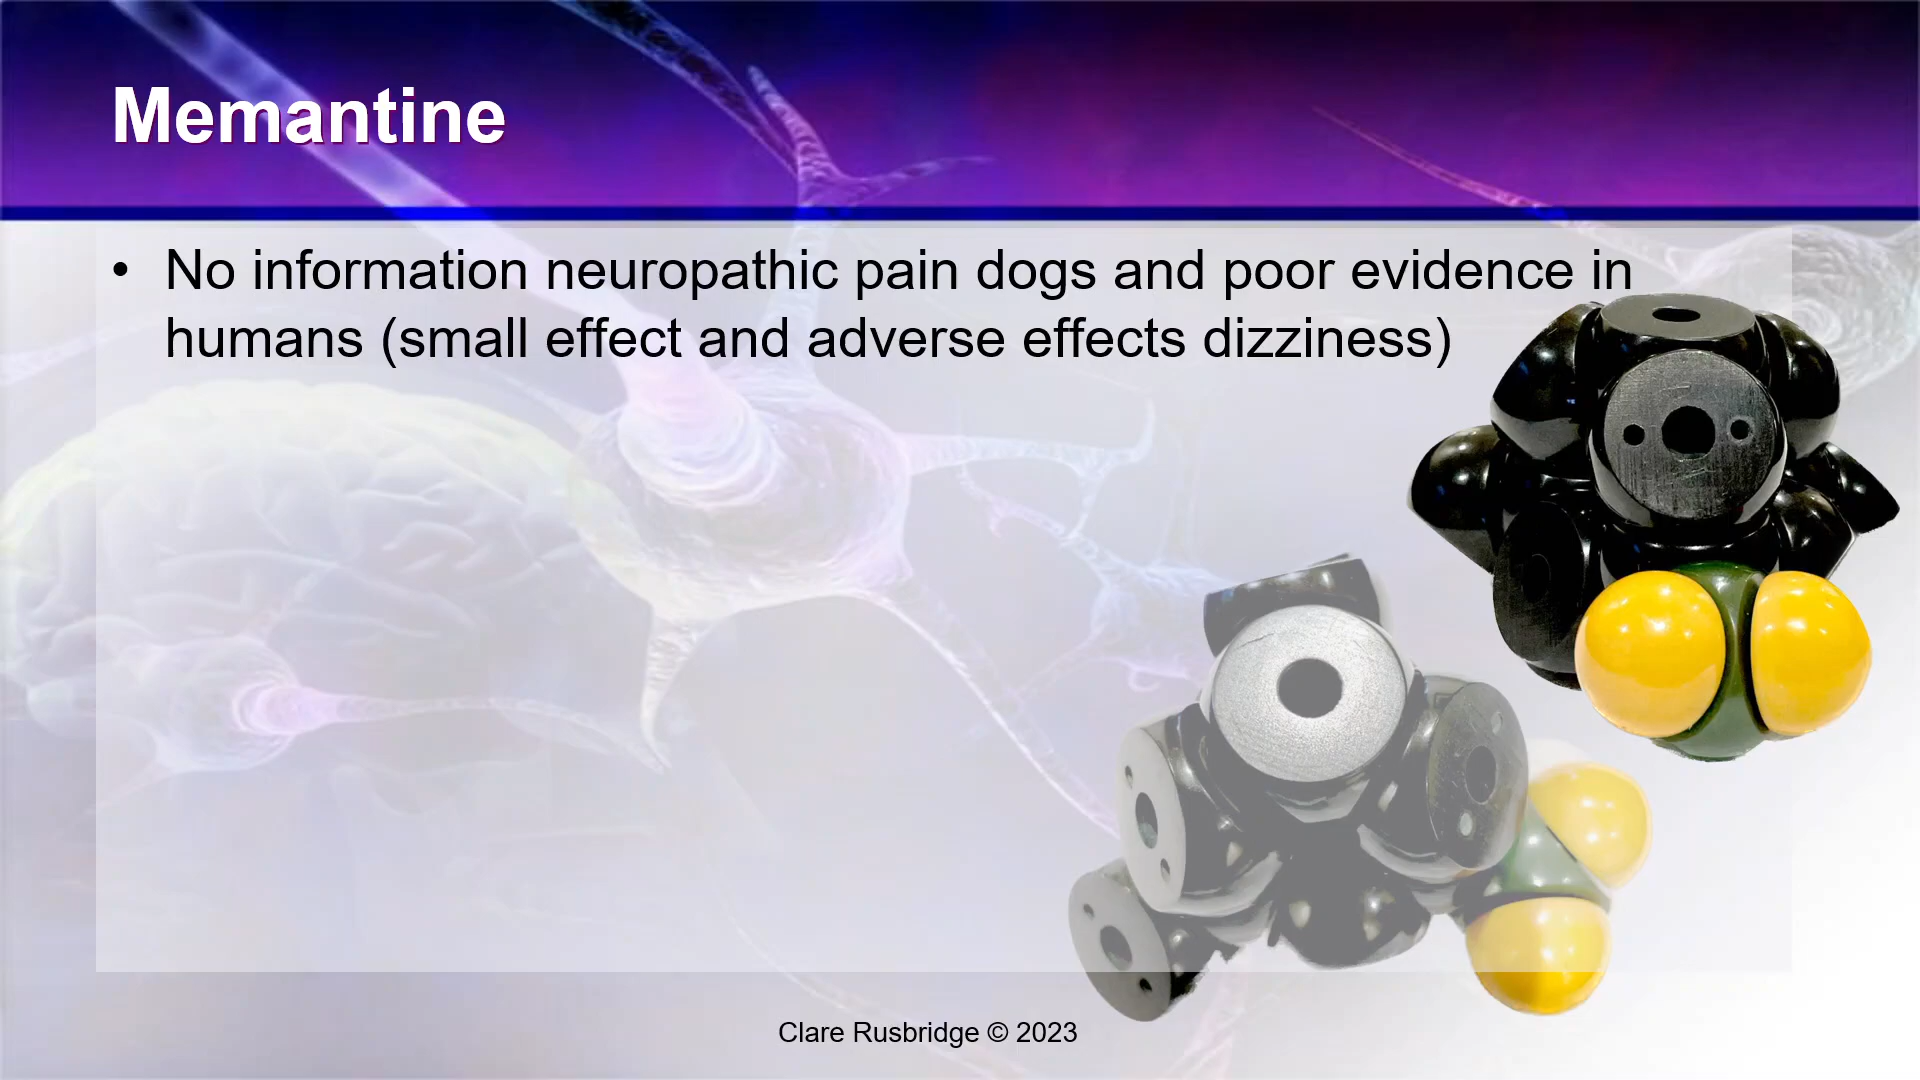 Memantine
• No information neuropathic pain dogs and poor evidence in
humans (small effect and adverse effects dizziness)
Clare Rusbridge © 2023